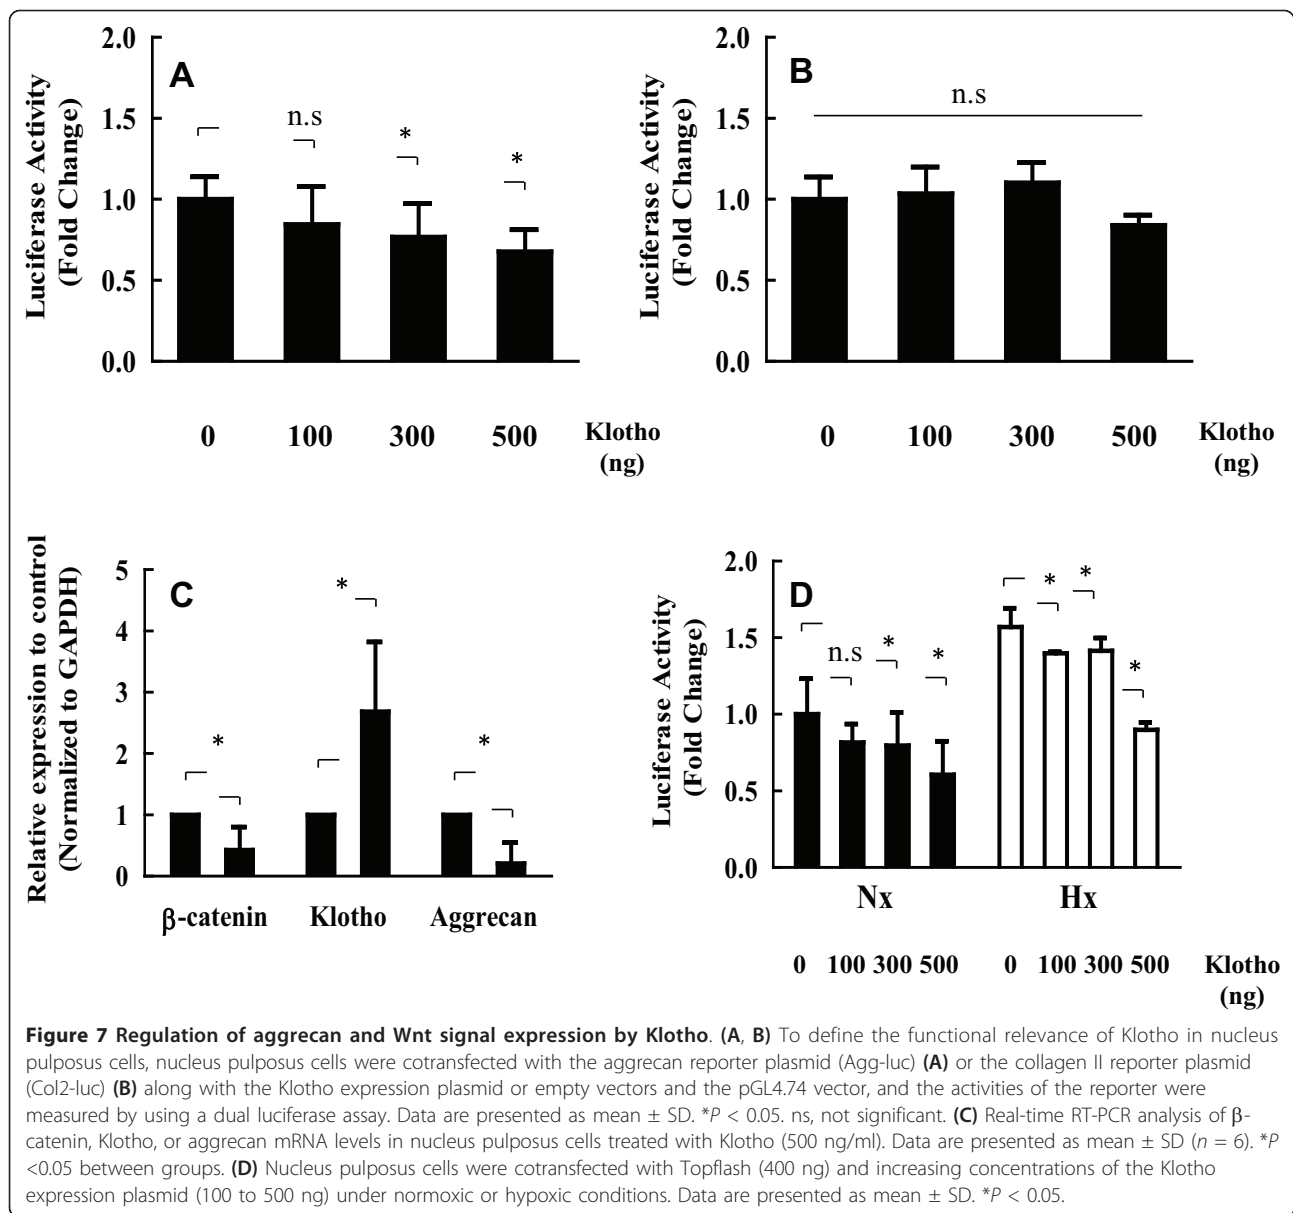 A
Luciferase Activity
(Fold Change)
2.0
1.5
1.0
0.5
0.0
n.s
*
*
0 100 300 500 Klotho
(ng)
B
Luciferase Activity
(Fold Change)
2.0
1.5
1.0
0.5
0.0
n.s
0 100 300 500 Klotho
(ng)
C
Relative expression to control
(Normalized to GAPDH)
5
4
3
2
1
0
*
*
*
β-catenin Klotho Aggrecan
D
Luciferase Activity
(Fold Change)
2.0
1.5
1.0
0.5
0.0
n.s
*
*
*
*
*
Nx Hx
0 100 300 500 0 100 300 500 Klotho
(ng)
Figure 7 Regulation of aggrecan and Wnt signal expression by Klotho. (A, B) To define the functional relevance of Klotho in nucleus
pulposus cells, nucleus pulposus cells were cotransfected with the aggrecan reporter plasmid (Agg-luc) (A) or the collagen II reporter plasmid
(Col2-luc) (B) along with the Klotho expression plasmid or empty vectors and the pGL4.74 vector, and the activities of the reporter were
measured by using a dual luciferase assay. Data are presented as mean ± SD. *P < 0.05. ns, not significant. (C) Real-time RT-PCR analysis of β-
catenin, Klotho, or aggrecan mRNA levels in nucleus pulposus cells treated with Klotho (500 ng/ml). Data are presented as mean ± SD (n = 6). *P
<0.05 between groups. (D) Nucleus pulposus cells were cotransfected with Topflash (400 ng) and increasing concentrations of the Klotho
expression plasmid (100 to 500 ng) under normoxic or hypoxic conditions. Data are presented as mean ± SD. *P < 0.05.